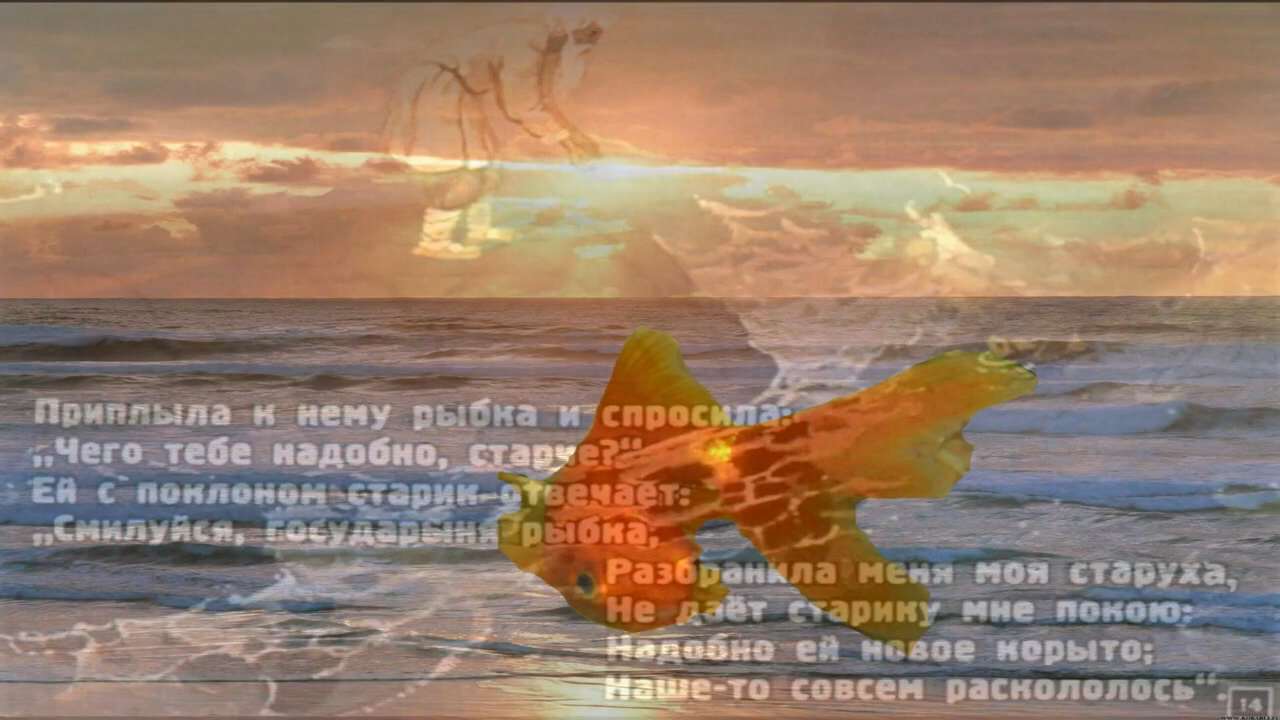 Приплыла к нему рыбка и спросила:
„Чего тебе надобно, старче?“
Ей с поклоном старик отвечает:
„Смилуйся, государыня рыбка,
Разбранила меня моя старуха,
Не даёт старику мне покою:
Надобно ей новое корыто;
Наше-то совсем раскололось“.
14